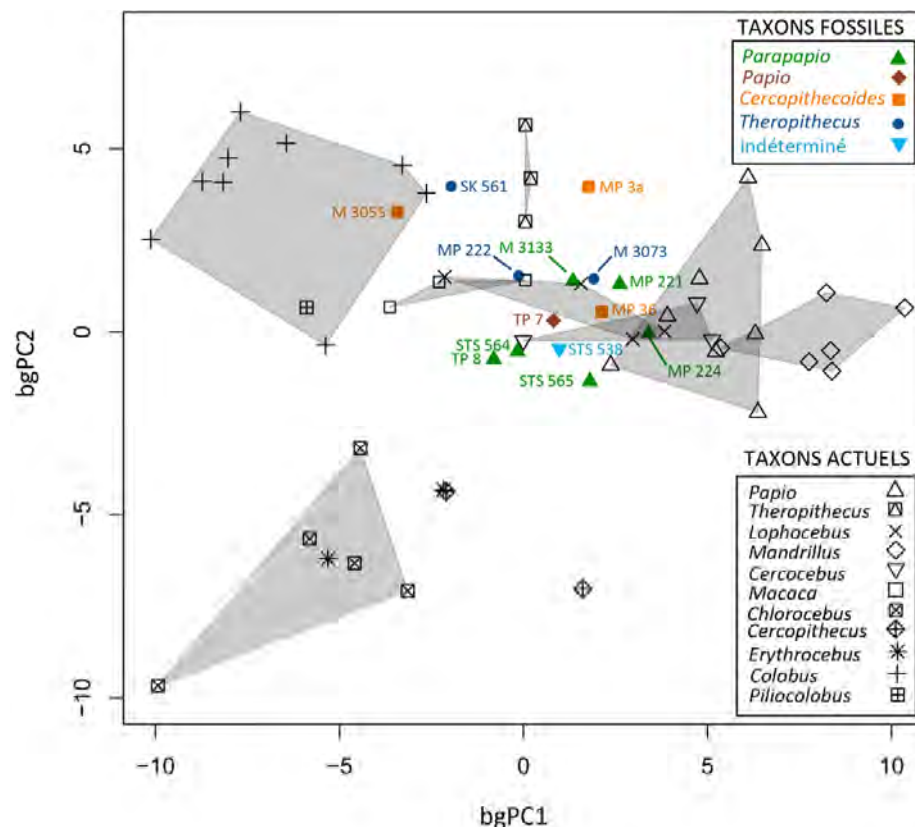 TAXONS FOSSILES
Parapapio
Papio
Cercopithecoides
Theropithecus
indéterminé
5
SK 561
MP 3a
M 3055
M 3133
M 3073
MP 222
MP 221
MP 36
TP 7
0
STS 564
STS 538
TP 8
MP 224
STS 565
bgPC2
TAXONS ACTUELS
Papio
Theropithecus
Lophocebus
Mandrillus
Cercocebus
Macaca
Chlorocebus
Cercopithecus
Erythrocebus
Colobus
Piliocolobus
−5
−10
−10 −5 0 5 10
bgPC1